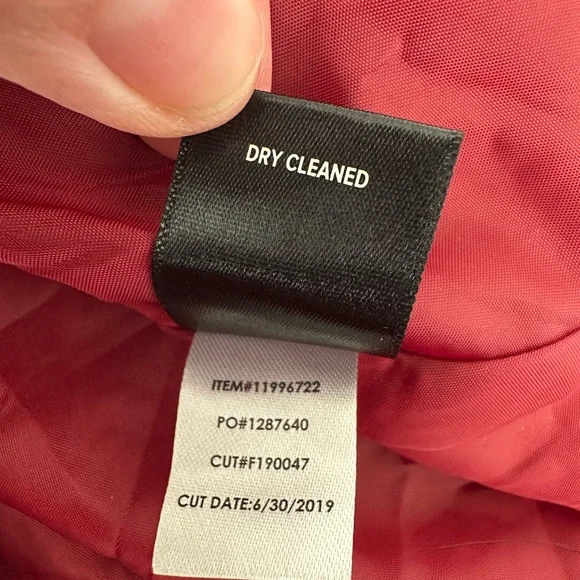 DRY CLEANED
ITEM#11996722
PO#1287640
CUT#F190047
CUT DATE:6/30/2019